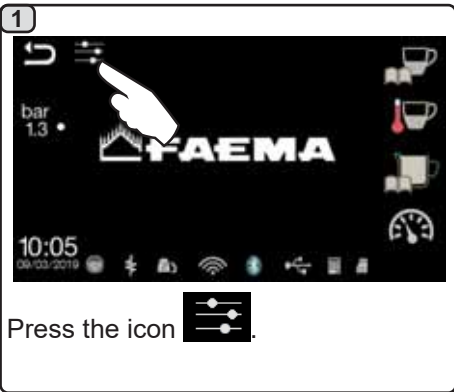 1
bar
1.3
FAEMA
10:05
09/03/2019
Press the icon .